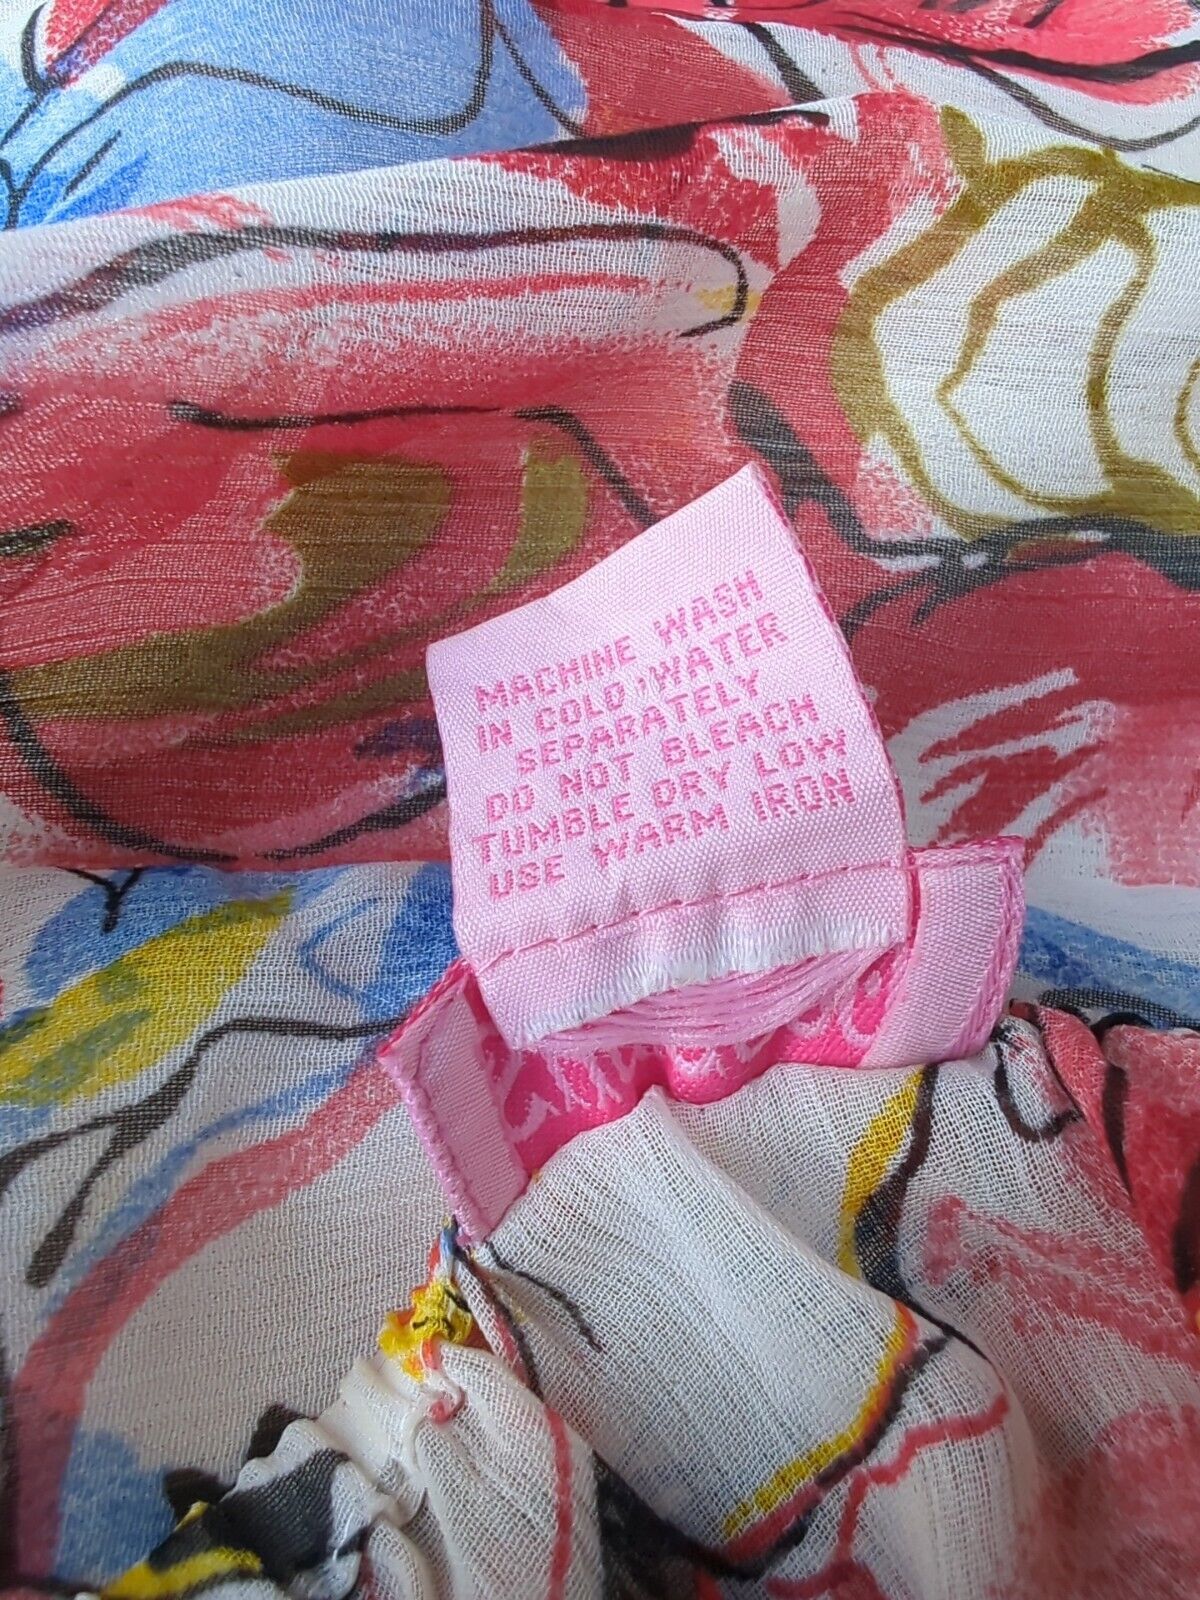 MACHINE WASH
IN COLD, WATER
SEPARATELY
DO NOT BLEACH
TUMBLE DRY LOW
USE WARM IRON